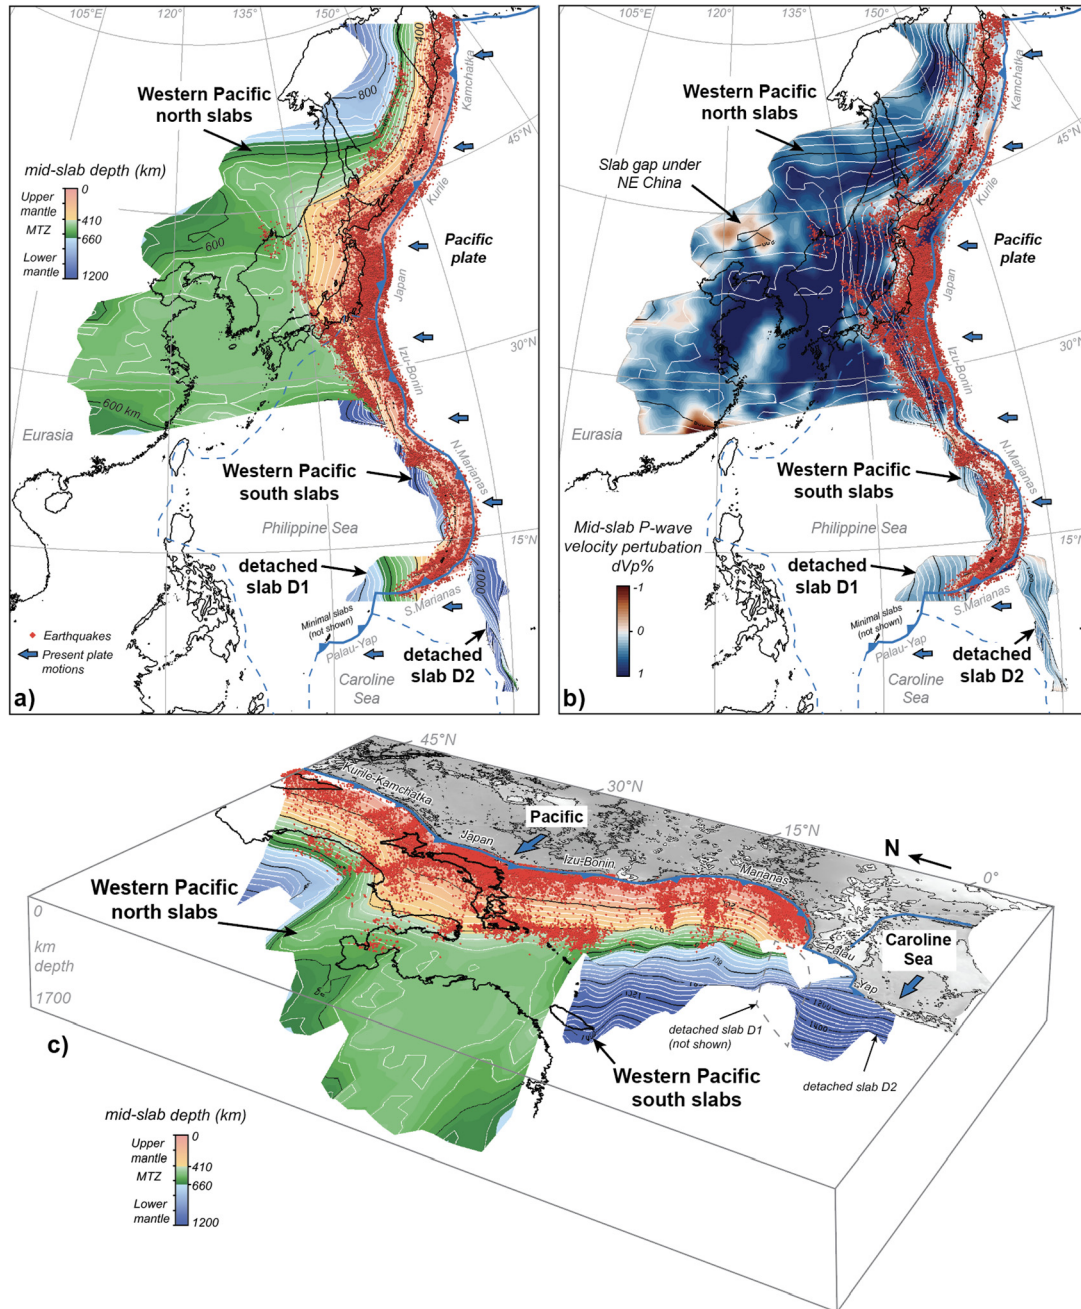 105°E
120°
135°
150°
165°
400
Kamchatka
800
Western Pacific
north slabs
45°N
mid-slab depth (km)
0
Upper
mantle
410
MTZ
660
Lower
mantle
1200
Kurile
600
Pacific
plate
Japan
30°N
Izu-Bonin
600 km
Eurasia
N.Marianas
Western Pacific
south slabs
Philippine Sea
15°N
detached
slab D1
1000
S.Marianas
Minimal slabs
(not shown)
Palau-Yap
Earthquakes
Present plate
motions
detached
slab D2
Caroline
Sea
a)
105°E
120°
135°
150°
165°
Kamchatka
Western Pacific
north slabs
45°N
Slab gap under
NE China
Kurile
Pacific
plate
Japan
30°N
Izu-Bonin
Eurasia
N.Marianas
Western Pacific
south slabs
Philippine Sea
Mid-slab P-wave
velocity pertubation
dVp%
-1
0
1
15°N
detached
slab D1
S.Marianas
Minimal slabs
(not shown)
Palau-Yap
detached
slab D2
Caroline
Sea
b)
45°N
Kurile-Kamchatka
30°N
Pacific
Japan
15°N
Izu-Bonin
N
Marianas
0°
Western Pacific
north slabs
0
km
depth
1700
Palau
Caroline
Sea
Yap
1200
1400
c)
detached slab D1
(not shown)
detached slab D2
Western Pacific
south slabs
mid-slab depth (km)
0
Upper
mantle
410
MTZ
660
Lower
mantle
1200